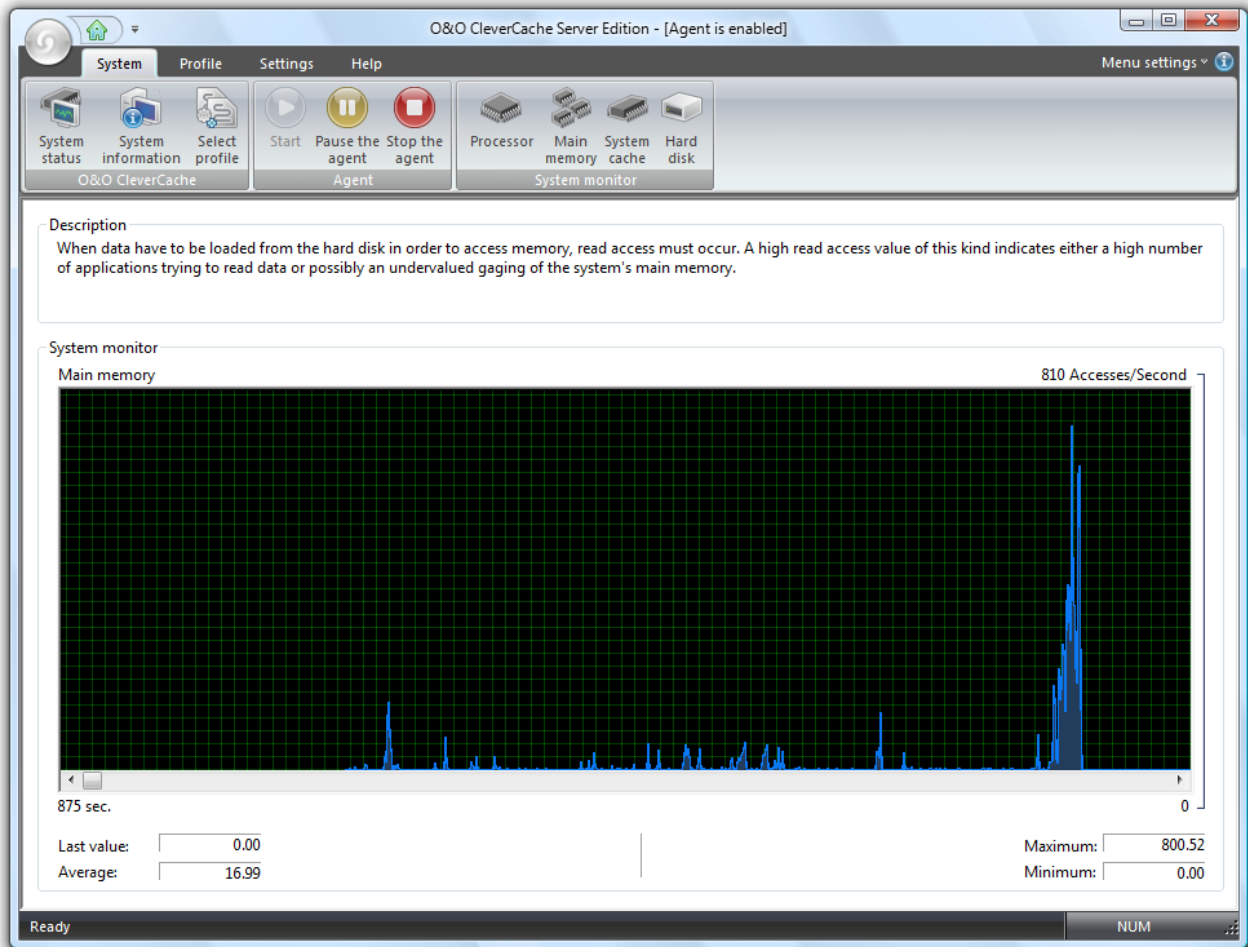 O&O CleverCache Server Edition - [Agent is enabled]
System Profile Settings Help Menu settings
System status
System information
Select profile
Start
Pause the agent
Stop the agent
Processor
Main memory
System cache
Hard disk
O&O CleverCache Agent System monitor
Description
When data have to be loaded from the hard disk in order to access memory, read access must occur. A high read access value of this kind indicates either a high number
of applications trying to read data or possibly an undervalued gaging of the system's main memory.
System monitor
Main memory 810 Accesses/Second
875 sec. 0
Last value: 0.00 Maximum: 800.52
Average: 16.99 Minimum: 0.00
Ready NUM